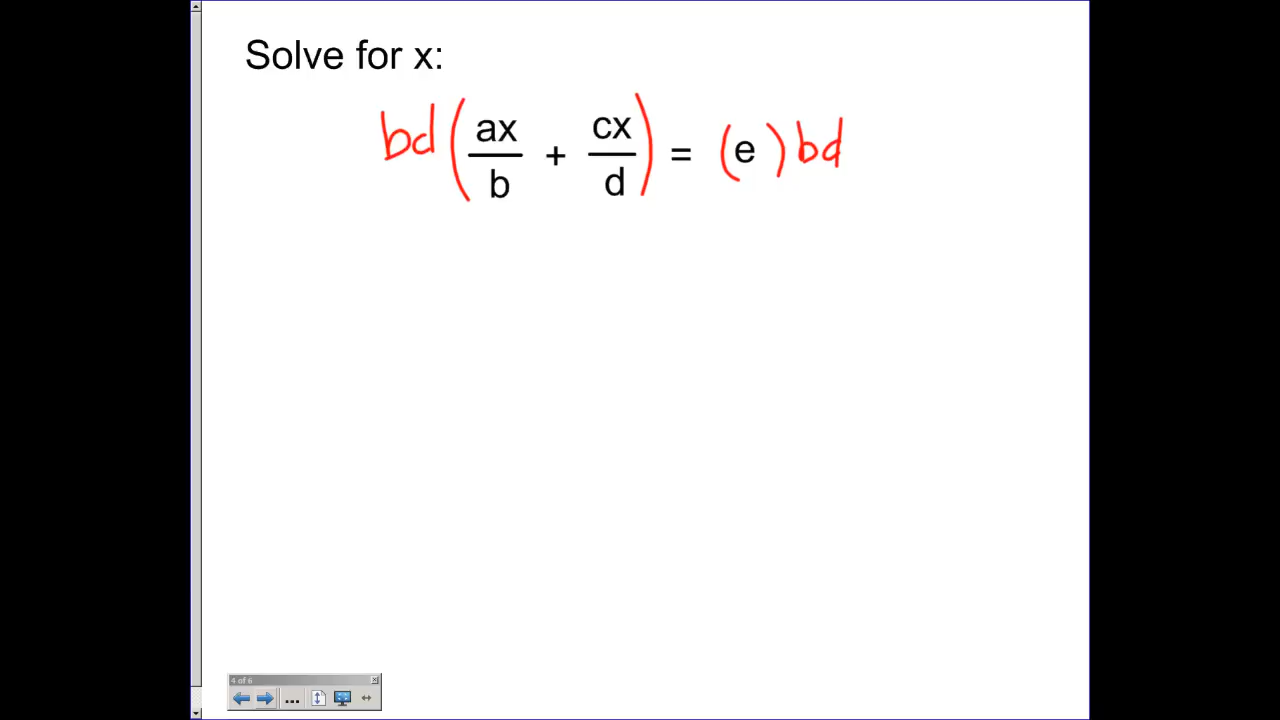 Solve for x:
bd(ax/b + cx/d) = (e)bd
4 of 6
...